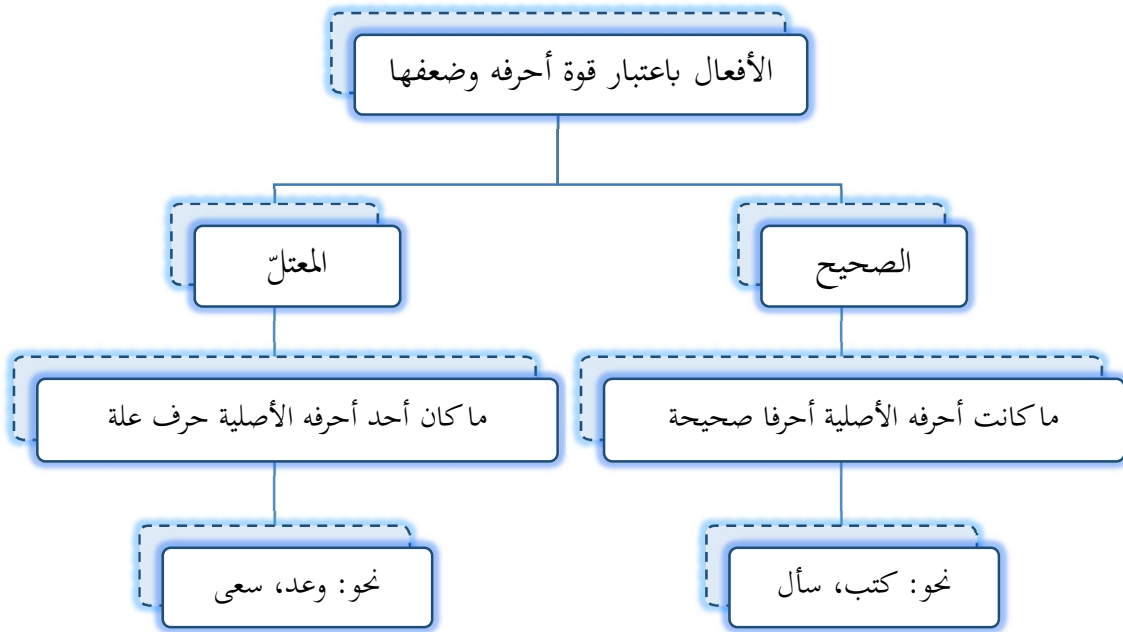 الأفعال باعتبار قوة أحرفه وضعفها
الصحيح
المعتلّ
ما كانت أحرفه الأصلية أحرفا صحيحة
ما كان أحد أحرفه الأصلية حرف علة
نحو: كتب، سأل
نحو: وعد، سعى